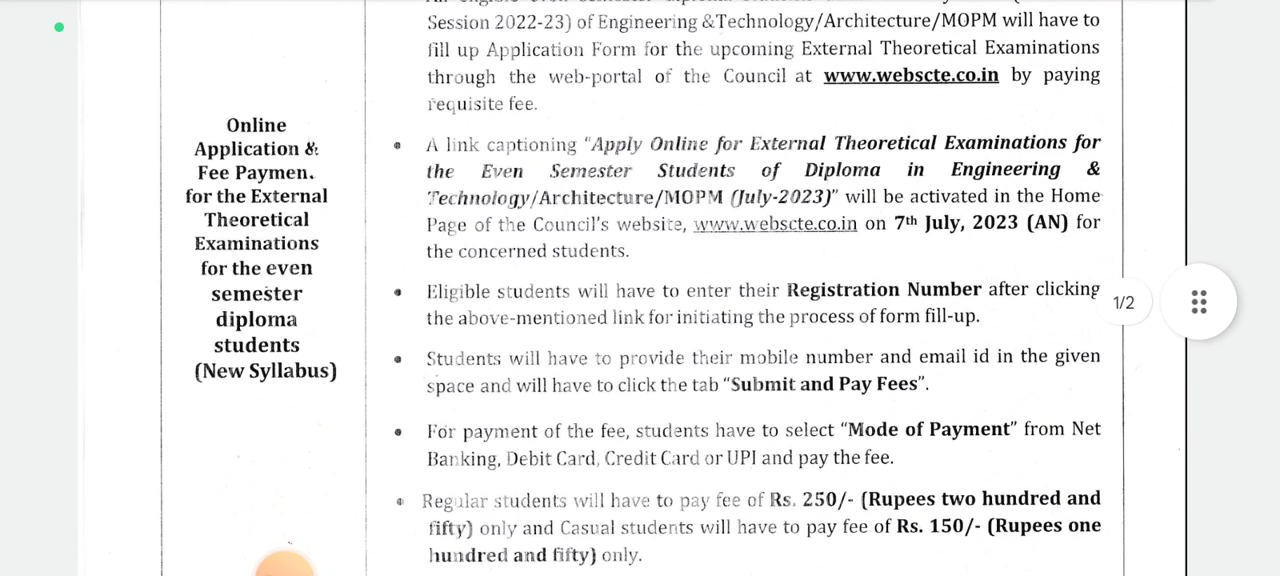 Session 2022-23) of Engineering &Technology/Architecture/MOPM will have to
fill up Application Form for the upcoming External Theoretical Examinations
through the web-portal of the Council at www.webscte.co.in by paying
requisite fee.
Online
Application &
Fee Paymen.
for the External
Theoretical
Examinations
for the even
semester
diploma
students
(New Syllabus)
• A link captioning "Apply Online for External Theoretical Examinations for
the Even Semester Students of Diploma in Engineering &
Technology/Architecture/MOPM (July-2023)" will be activated in the Home
Page of the Council's website, www.webscte.co.in on 7th July, 2023 (AN) for
the concerned students.
• Eligible students will have to enter their Registration Number after clicking
the above-mentioned link for initiating the process of form fill-up.
1/2
• Students will have to provide their mobile number and email id in the given
space and will have to click the tab "Submit and Pay Fees".
• For payment of the fee, students have to select "Mode of Payment" from Net
Banking, Debit Card, Credit Card or UPI and pay the fee.
• Regular students will have to pay fee of Rs. 250/- (Rupees two hundred and
fifty) only and Casual students will have to pay fee of Rs. 150/- (Rupees one
hundred and fifty) only.